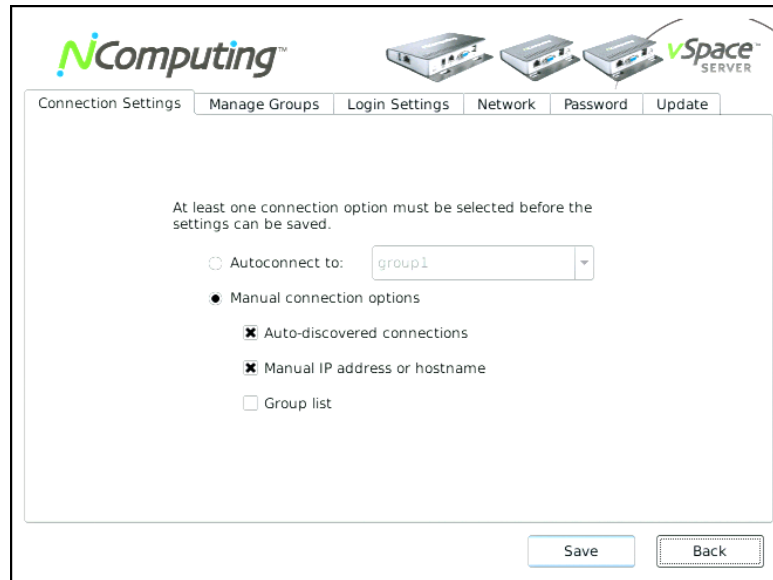 NComputing™
vSpace™
SERVER
Connection Settings
Manage Groups
Login Settings
Network
Password
Update
At least one connection option must be selected before the
settings can be saved.
Autoconnect to:
group1
Manual connection options
Auto-discovered connections
Manual IP address or hostname
Group list
Save
Back